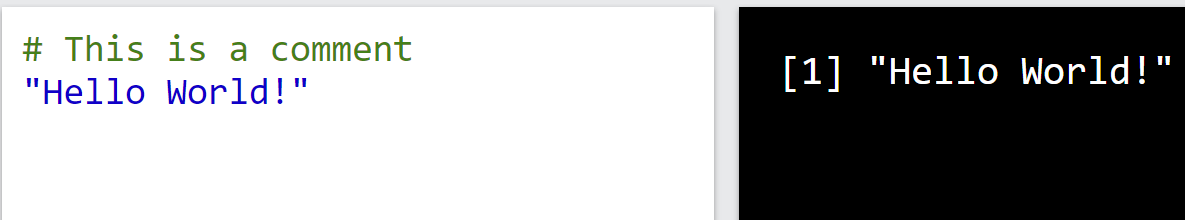 # This is a comment
"Hello World!"
[1] "Hello World!"